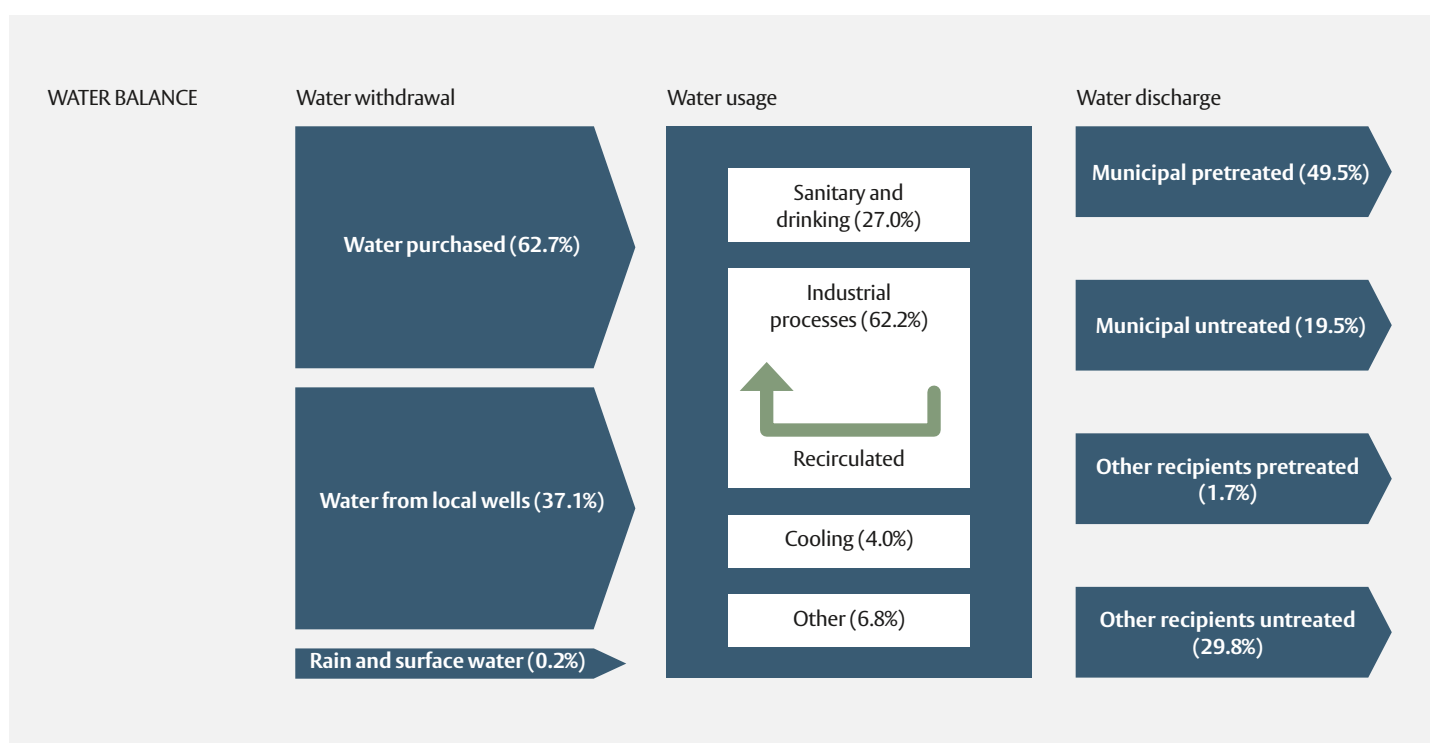 WATER BALANCE
Water withdrawal
Water usage
Water discharge
Water purchased (62.7%)
Water from local wells (37.1%)
Rain and surface water (0.2%)
Sanitary and
drinking (27.0%)
Industrial
processes (62.2%)
Recirculated
Cooling (4.0%)
Other (6.8%)
Municipal pretreated (49.5%)
Municipal untreated (19.5%)
Other recipients pretreated
(1.7%)
Other recipients untreated
(29.8%)